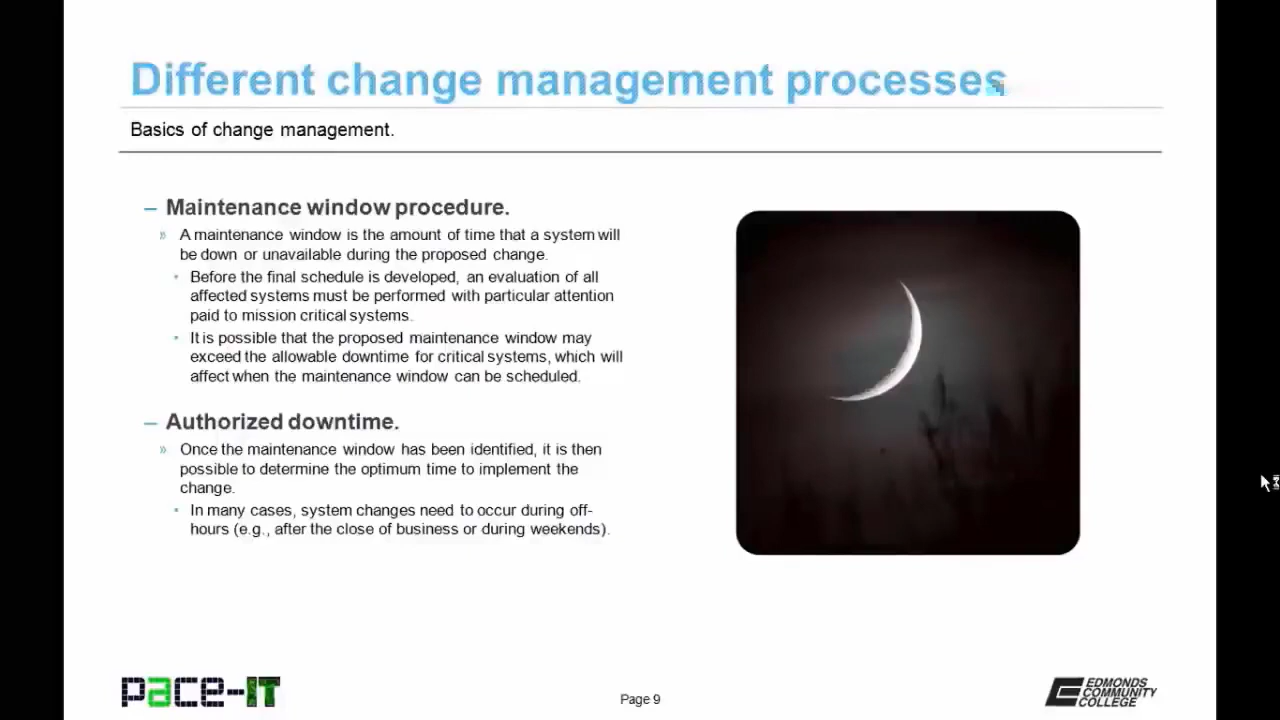 Different change management processes
Basics of change management.
– Maintenance window procedure.
» A maintenance window is the amount of time that a system will
be down or unavailable during the proposed change.
• Before the final schedule is developed, an evaluation of all
affected systems must be performed with particular attention
paid to mission critical systems.
• It is possible that the proposed maintenance window may
exceed the allowable downtime for critical systems, which will
affect when the maintenance window can be scheduled.
– Authorized downtime.
» Once the maintenance window has been identified, it is then
possible to determine the optimum time to implement the
change.
• In many cases, system changes need to occur during off-
hours (e.g., after the close of business or during weekends).
pace-IT
Page 9
EDMONDS
COMMUNITY
COLLEGE